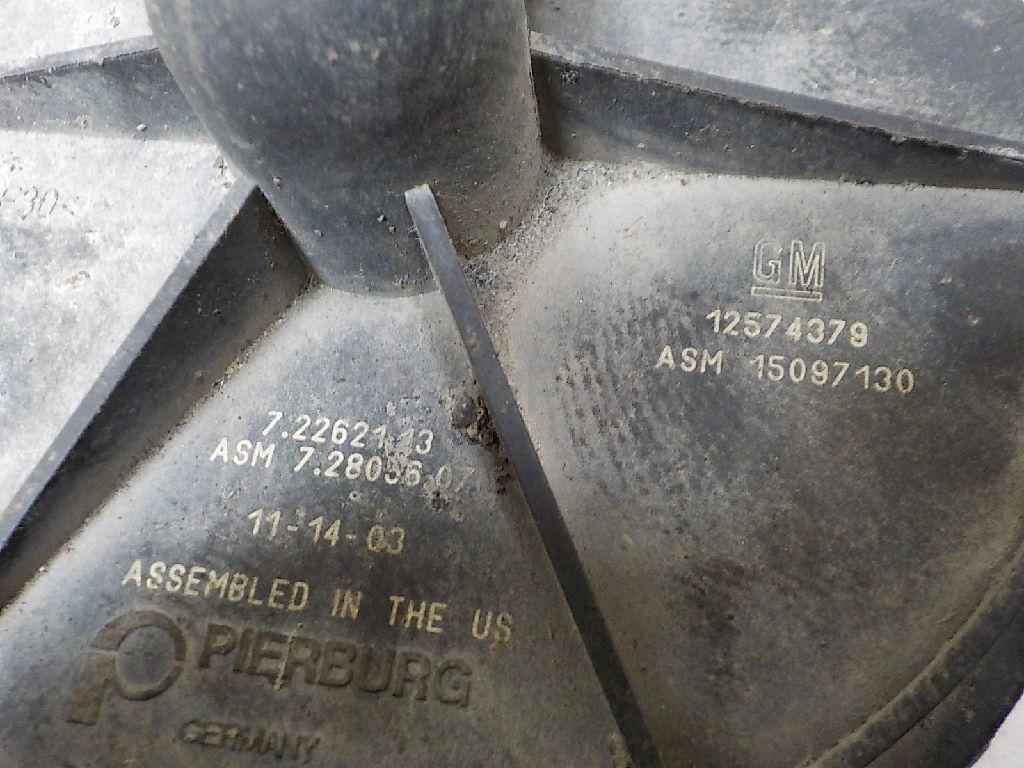 GM
12574379
ASM 15097130
7.22621.13
ASM 7.28036.07
11-14-03
ASSEMBLED IN THE US
PIERBURG
GERMANY